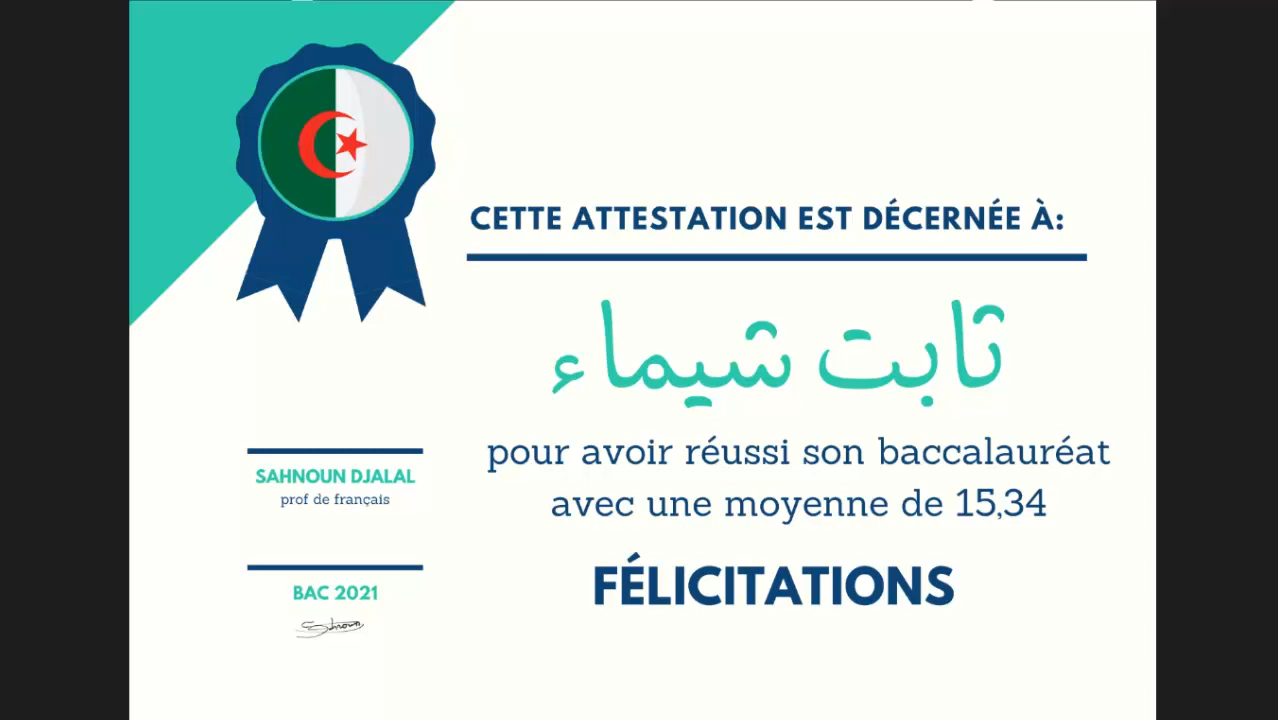 CETTE ATTESTATION EST DÉCERNÉE À:
ثابت شيماء
pour avoir réussi son baccalauréat
avec une moyenne de 15,34
FÉLICITATIONS
SAHNOUN DJALAL
prof de français
BAC 2021
Sahnoun